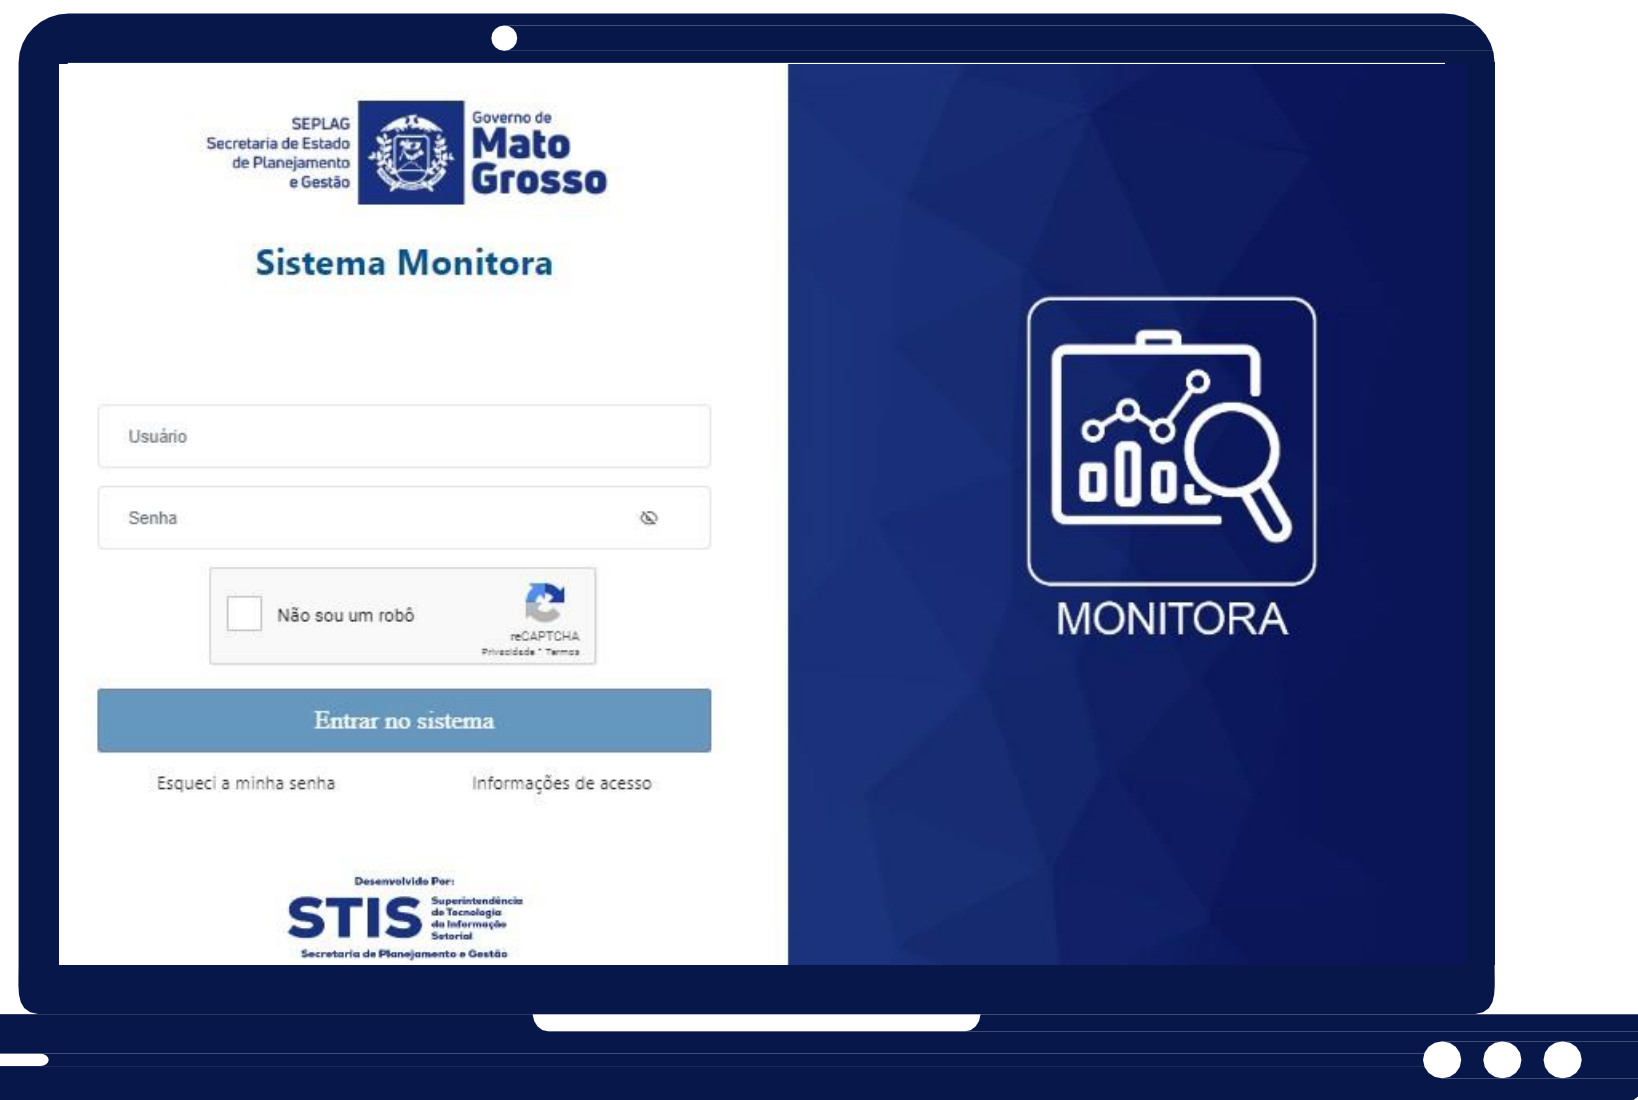 SEPLAG
Secretaria de Estado
de Planejamento
e Gestão
Governo de
Mato
Grosso
Sistema Monitora
Usuário
Senha
Não sou um robô
reCAPTCHA
Privacidade - Termos
Entrar no sistema
Esqueci a minha senha
Informações de acesso
Desenvolvido Por:
STIS
Superintendência
de Tecnologia
da Informação
Setorial
Secretaria de Planejamento e Gestão
MONITORA